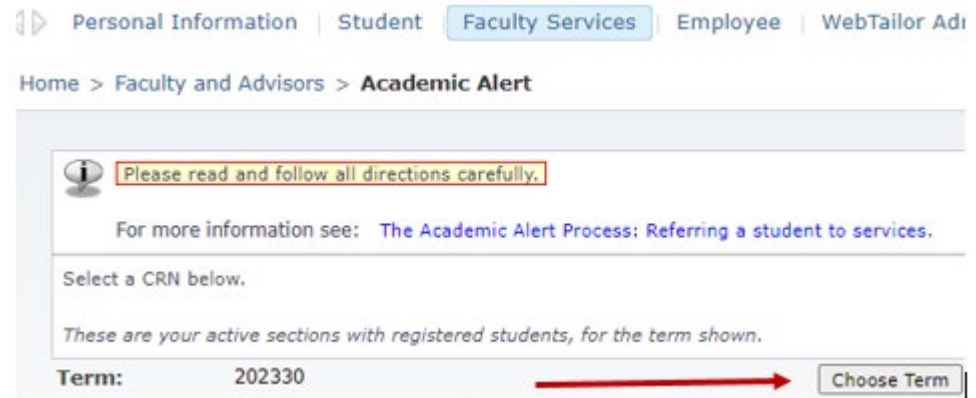 Personal Information | Student | Faculty Services | Employee | WebTailor
Home > Faculty and Advisors > Academic Alert
Please read and follow all directions carefully.
For more information see: The Academic Alert Process: Referring a student to services.
Select a CRN below.
These are your active sections with registered students, for the term shown.
Term: 202330 Choose Term